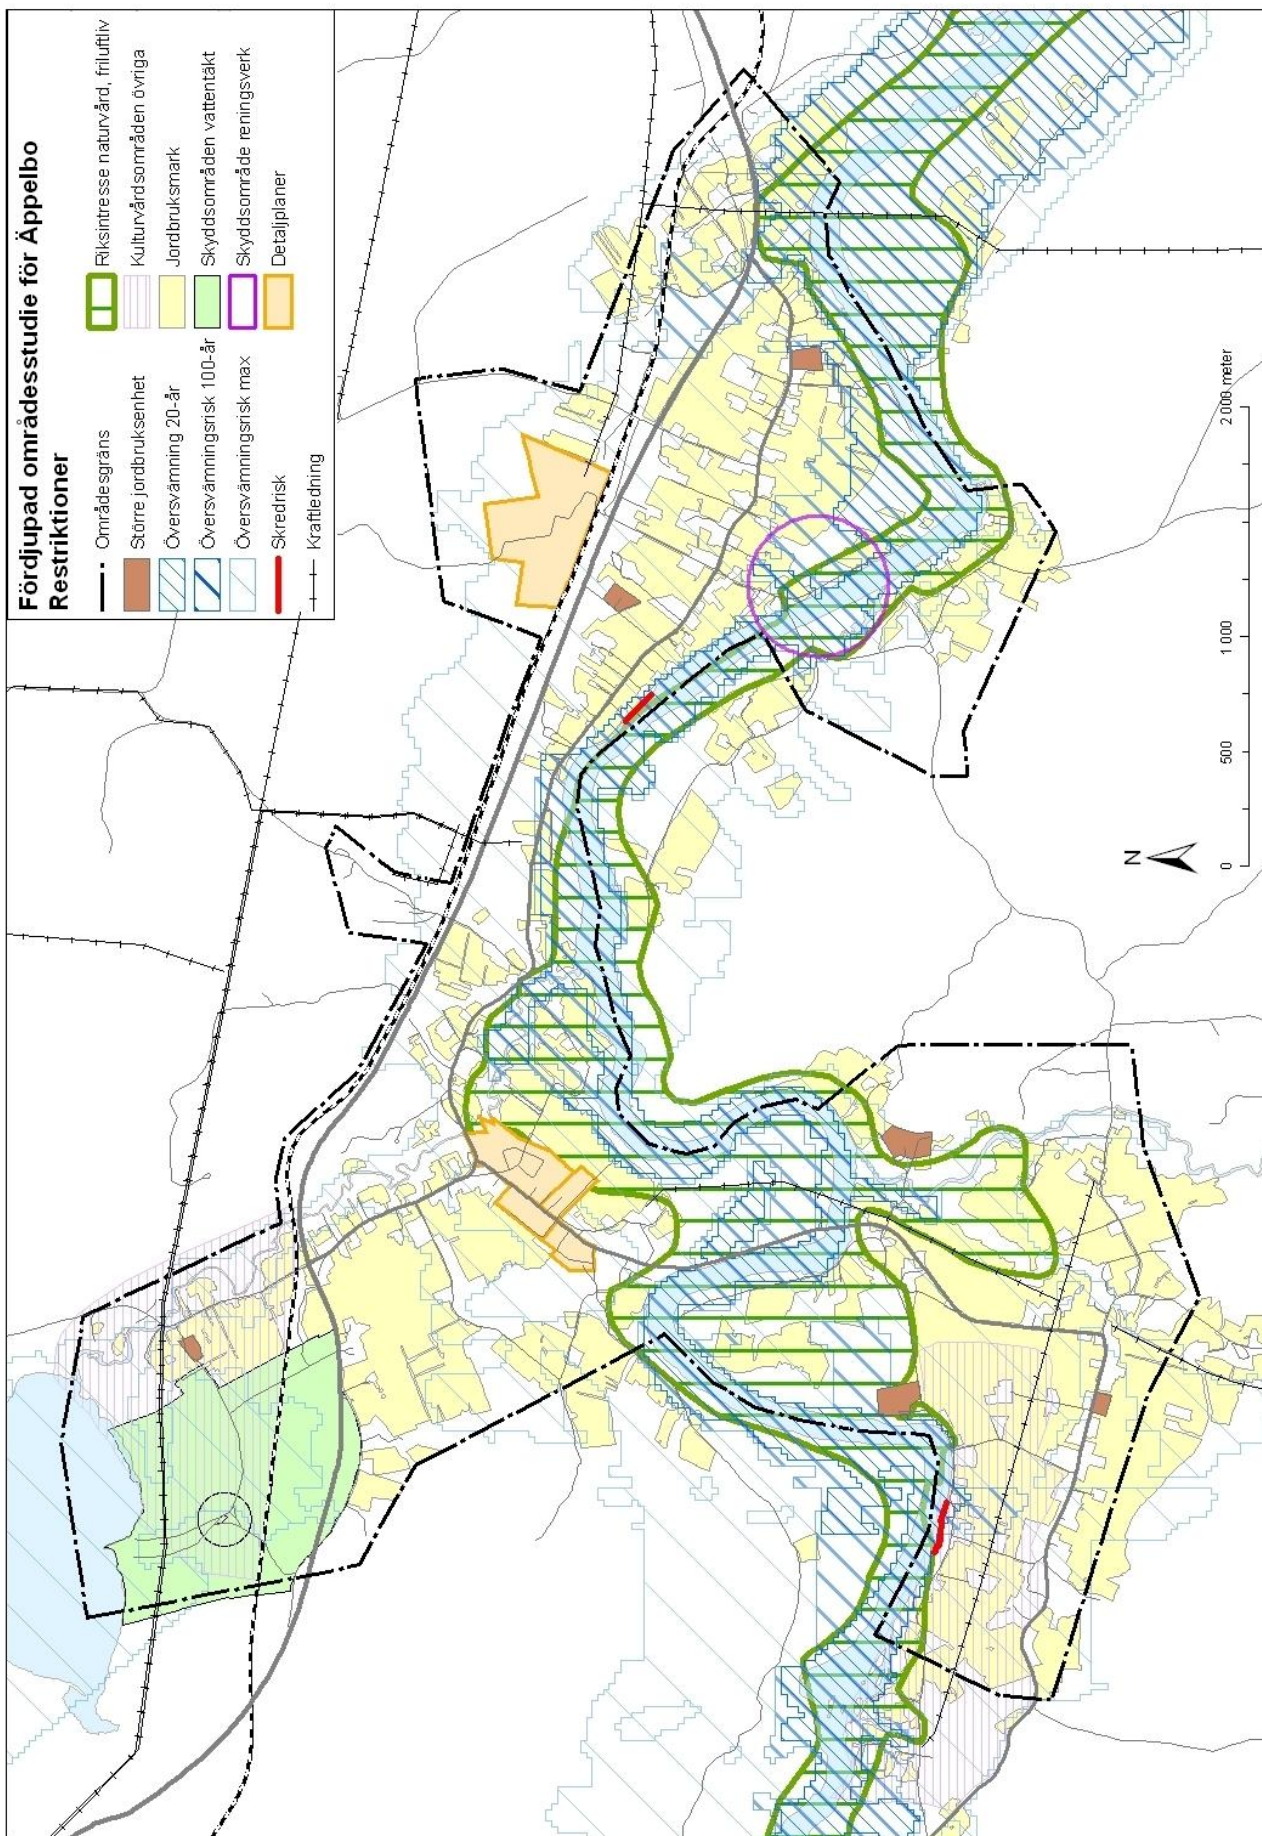 Fördjupad områdesstudie för Äppelbo
Restriktioner
Områdesgräns
Större jordbruksenhet
Översvämning 20-år
Översvämningsrisk 100-år
Översvämningsrisk max
Skredrisk
Kraftledning
Riksintresse naturvård, friluftliv
Kulturvårdsområden övriga
Jordbruksmark
Skyddsområden vattentäkt
Skyddsområde reningsverk
Detaljplaner
N
0 500 1 000 2 000 meter